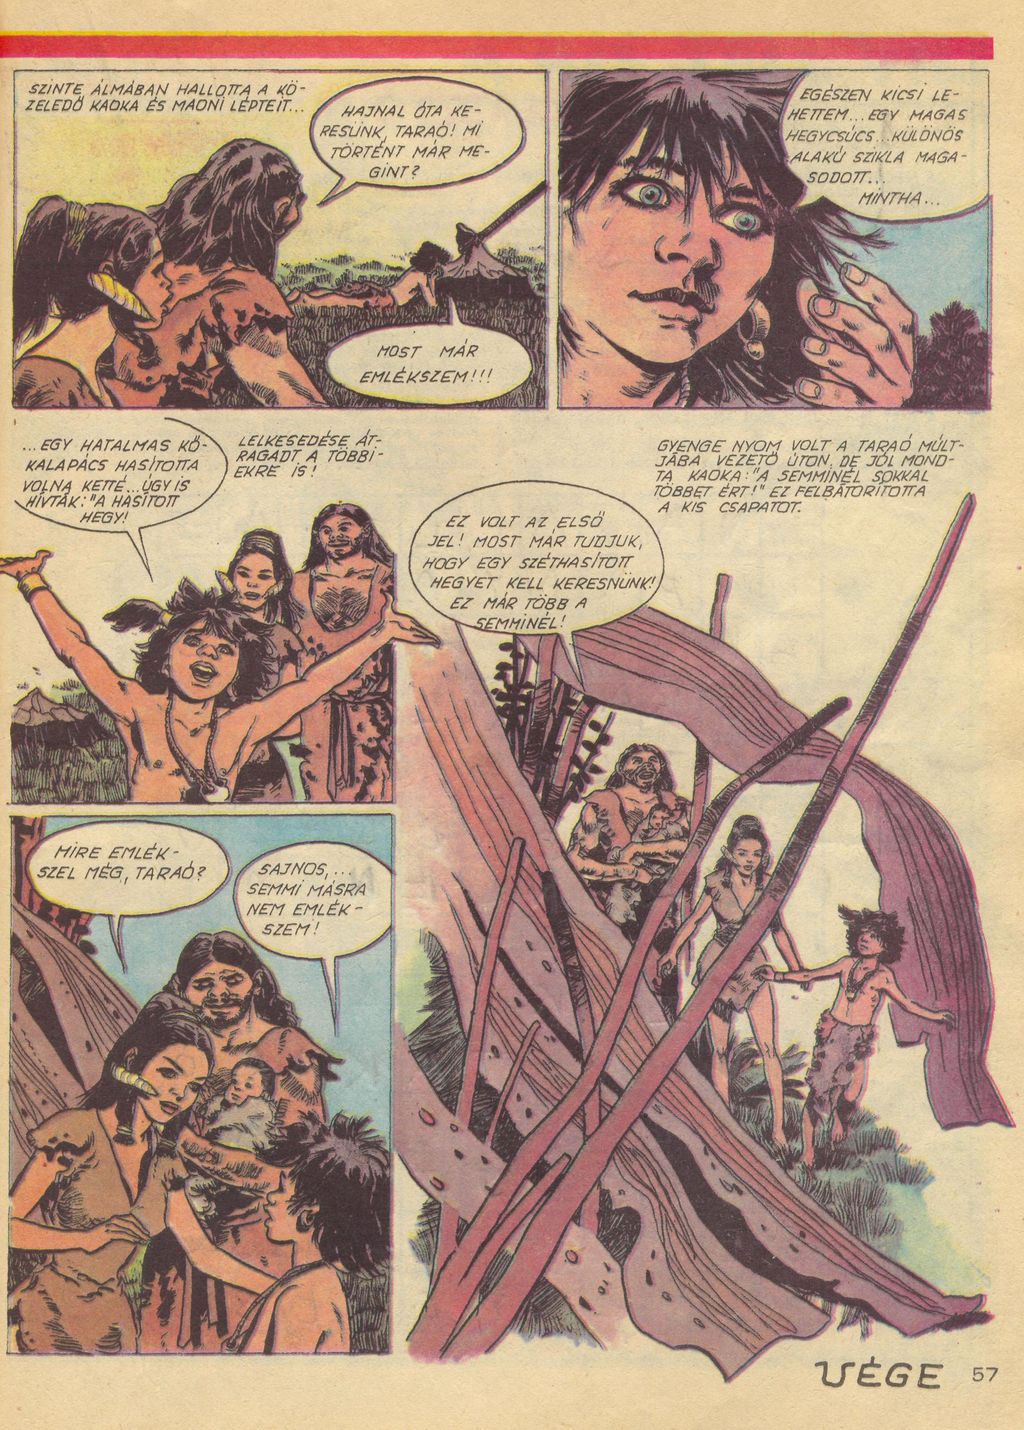 SZINTE ÁLMÁBAN HALLOTTA A KÖ-
ZELEDŐ KAOKA ÉS MAONI LÉPTEIT...
HAJNAL ÓTA KE-
RESÜNK, TARAÓ! MI
TÖRTÉNT MÁR ME-
GINT?
MOST MÁR
EMLÉKSZEM!!!
EGÉSZEN KICSI LE-
HETTEM... EGY MAGAS
HEGYCSÚCS... KÜLÖNÖS
ALAKÚ SZIKLA MAGA-
SODOTT...
MINTHA...
...EGY HATALMAS KŐ-
KALAPÁCS HASÍTOTTA
VOLNA KETTÉ... ÚGY IS
HÍVTÁK: "A HASÍTOTT
HEGY!
LELKESEDÉSE ÁT-
RAGADT A TÖBBI-
EKRE IS!
EZ VOLT AZ ELSŐ
JEL! MOST MÁR TUDJUK,
HOGY EGY SZÉTHASÍTOTT
HEGYET KELL KERESNÜNK!
EZ MÁR TÖBB A
SEMMINÉL!
GYENGE NYOM VOLT A TARAÓ MÚLT-
JÁBA VEZETŐ ÚTON, DE JÓL MOND-
TA KAOKA: "A SEMMINÉL SOKKAL
TÖBBET ÉRT!" EZ FELBÁTORÍTOTTA
A KIS CSAPATOT.
MIRE EMLÉK-
SZEL MÉG, TARAÓ?
SAJNOS,...
SEMMI MÁSRA
NEM EMLÉK-
SZEM!
VÉGE 57